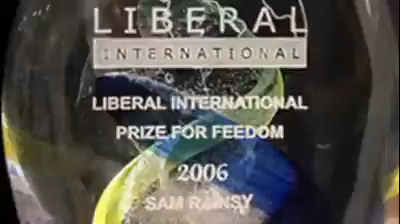 LIBERAL
INTERNATIONAL
LIBERAL INTERNATIONAL
PRIZE FOR FEEDOM
2006
SAM RAINSY